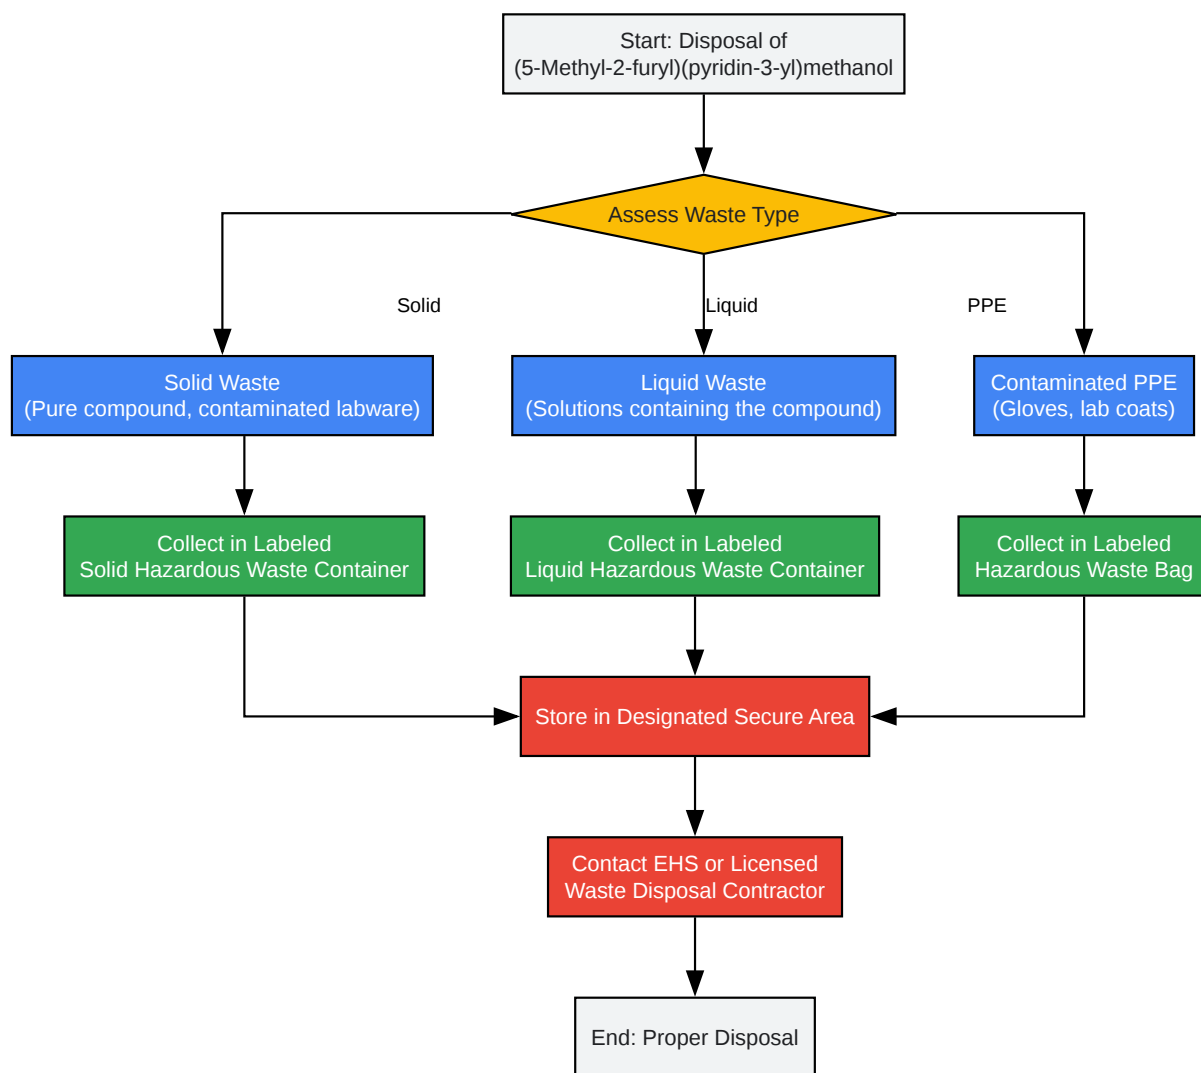 Start: Disposal of
(5-Methyl-2-furyl)(pyridin-3-yl)methanol
Assess Waste Type
Solid
Liquid
PPE
Solid Waste
(Pure compound, contaminated labware)
Liquid Waste
(Solutions containing the compound)
Contaminated PPE
(Gloves, lab coats)
Collect in Labeled
Solid Hazardous Waste Container
Collect in Labeled
Liquid Hazardous Waste Container
Collect in Labeled
Hazardous Waste Bag
Store in Designated Secure Area
Contact EHS or Licensed
Waste Disposal Contractor
End: Proper Disposal